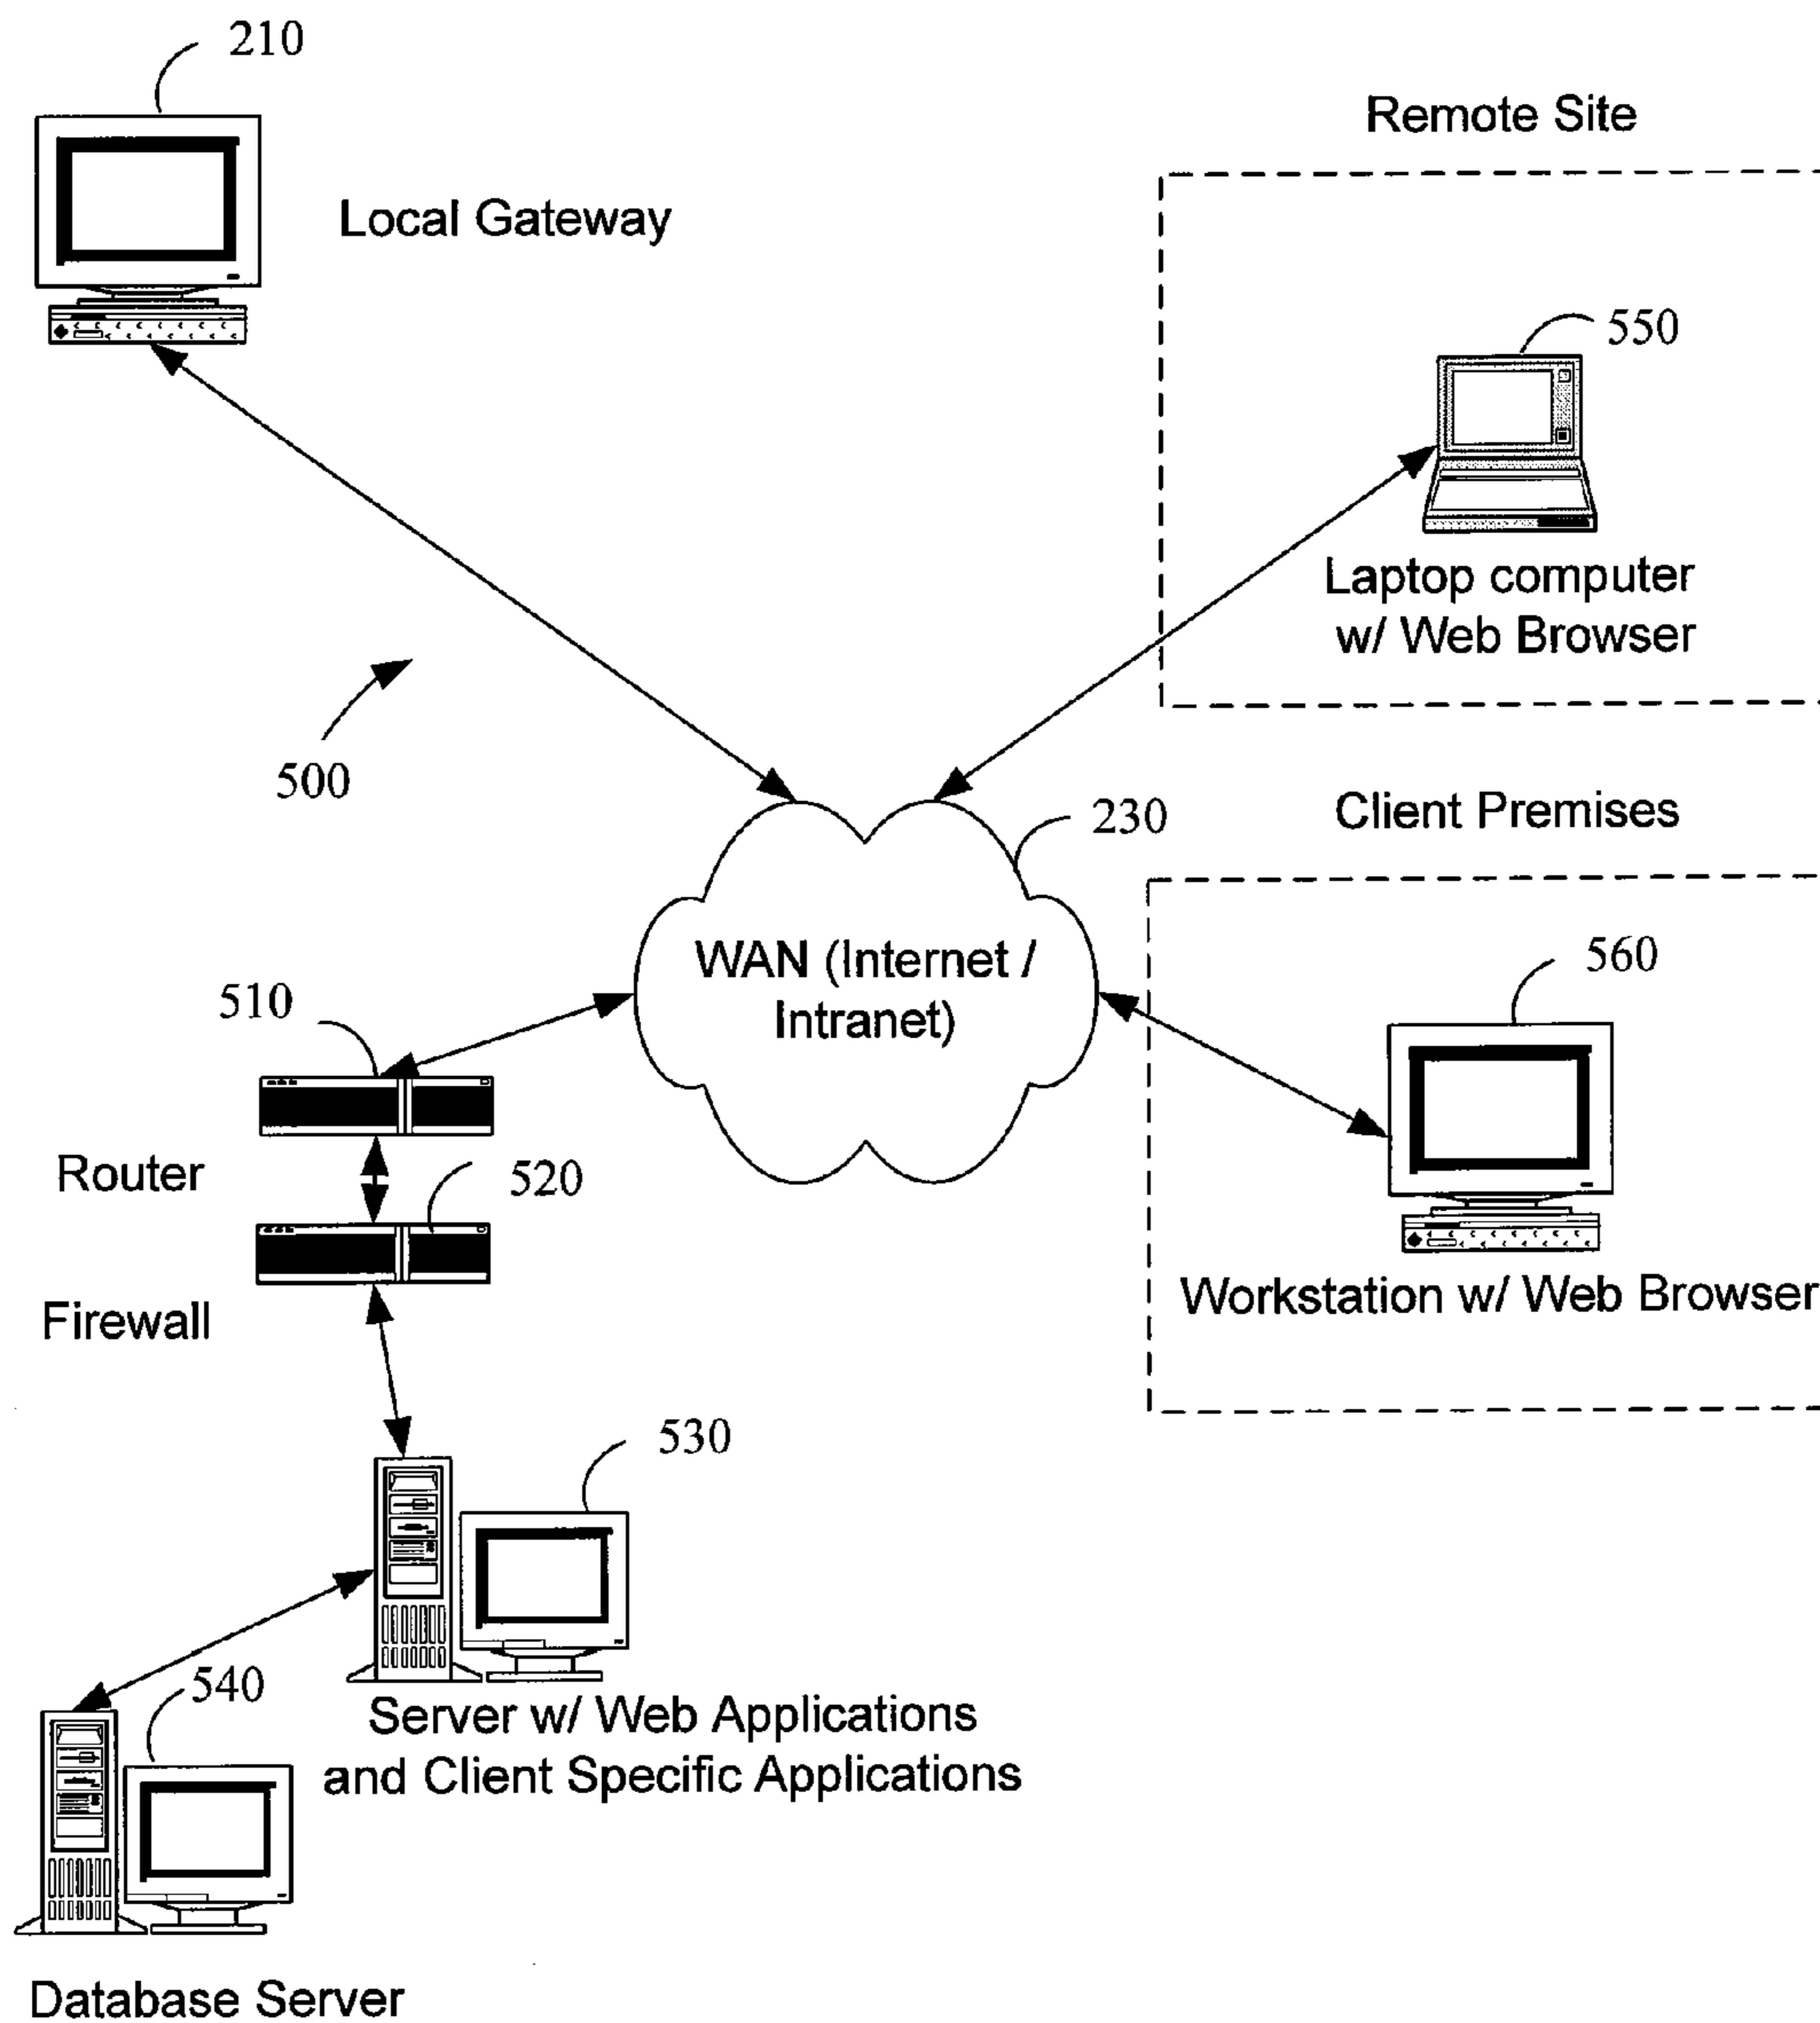 210
Remote Site
Local Gateway
550
Laptop computer
w/ Web Browser
500
230
Client Premises
WAN (Internet /
Intranet)
560
510
Router
520
Workstation w/ Web Browser
Firewall
530
540
Server w/ Web Applications
and Client Specific Applications
Database Server